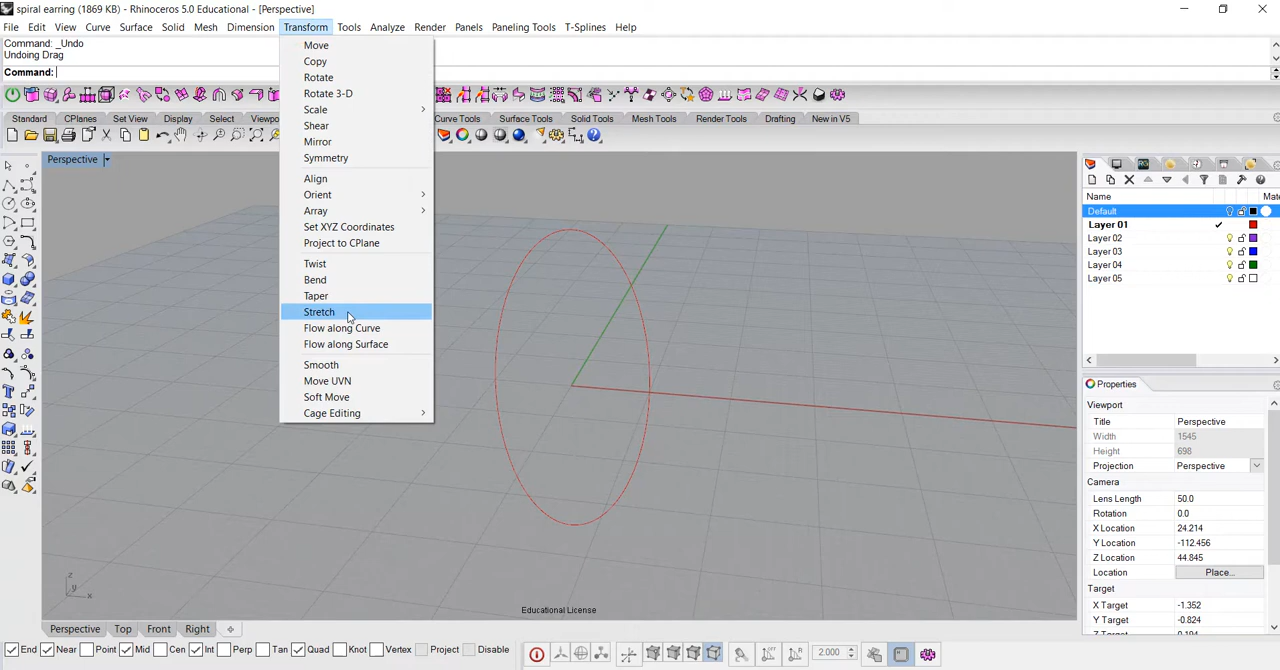 spiral earring (1869 KB) - Rhinoceros 5.0 Educational - [Perspective]
File Edit View Curve Surface Solid Mesh Dimension Transform Tools Analyze Render Panels Paneling Tools T-Splines Help
Command: _Undo
Undoing Drag
Command:
Standard CPlanes Set View Display Select Viewpo Curve Tools Surface Tools Solid Tools Mesh Tools Render Tools Drafting New in V5
Perspective
Move
Copy
Rotate
Rotate 3-D
Scale
Shear
Mirror
Symmetry
Align
Orient
Array
Set XYZ Coordinates
Project to CPlane
Twist
Bend
Taper
Stretch
Flow along Curve
Flow along Surface
Smooth
Move UVN
Soft Move
Cage Editing
z
y
x
Educational License
Name Mate
Default
Layer 01
Layer 02
Layer 03
Layer 04
Layer 05
Properties
Viewport
Title Perspective
Width 1545
Height 698
Projection Perspective
Camera
Lens Length 50.0
Rotation 0.0
X Location 24.214
Y Location -112.456
Z Location 44.845
Location Place...
Target
X Target -1.352
Y Target -0.824
Z Target 0.194
Perspective Top Front Right
End Near Point Mid Cen Int Perp Tan Quad Knot Vertex Project Disable
2.000